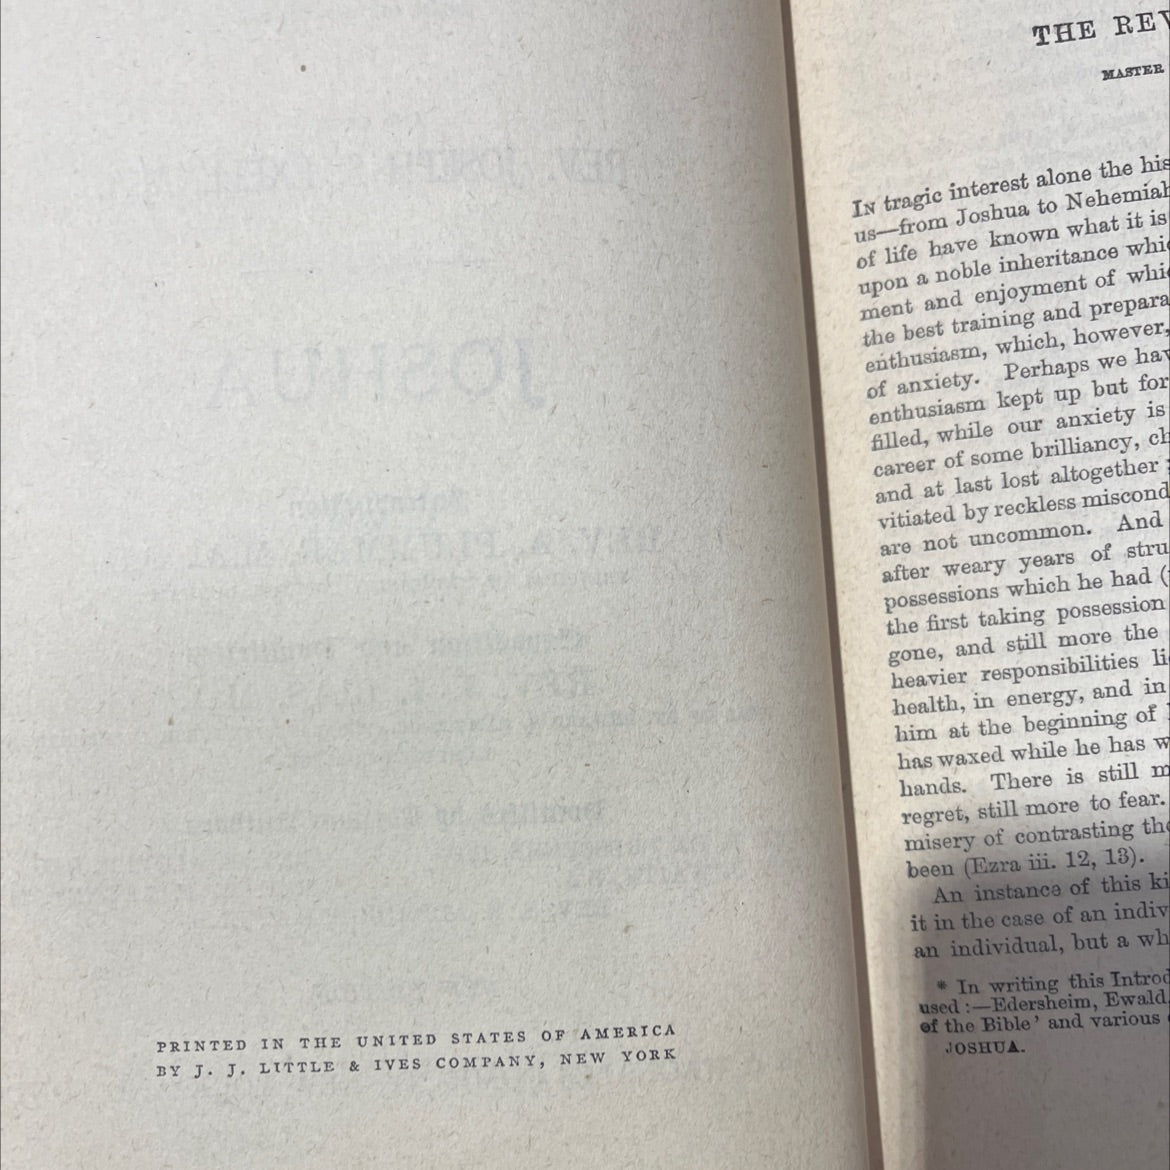 PRINTED IN THE UNITED STATES OF AMERICA
BY J. J. LITTLE & IVES COMPANY, NEW YORK
THE REV
MASTER
IN tragic interest alone the his
us—from Joshua to Nehemiah
of life have known what it is
upon a noble inheritance whic
ment and enjoyment of whic
the best training and prepara
enthusiasm, which, however,
of anxiety. Perhaps we hav
enthusiasm kept up but for
filled, while our anxiety is
career of some brilliancy, ch
and at last lost altogether
vitiated by reckless miscond
are not uncommon. And
after weary years of stru
possessions which he had (
the first taking possession
gone, and still more the
heavier responsibilities li
health, in energy, and in
him at the beginning of
has waxed while he has w
hands. There is still m
regret, still more to fear.
misery of contrasting the
been (Ezra iii. 12, 13).
An instance of this ki
it in the case of an indiv
an individual, but a wh
* In writing this Introd
used :—Edersheim, Ewald,
of the Bible' and various
JOSHUA.